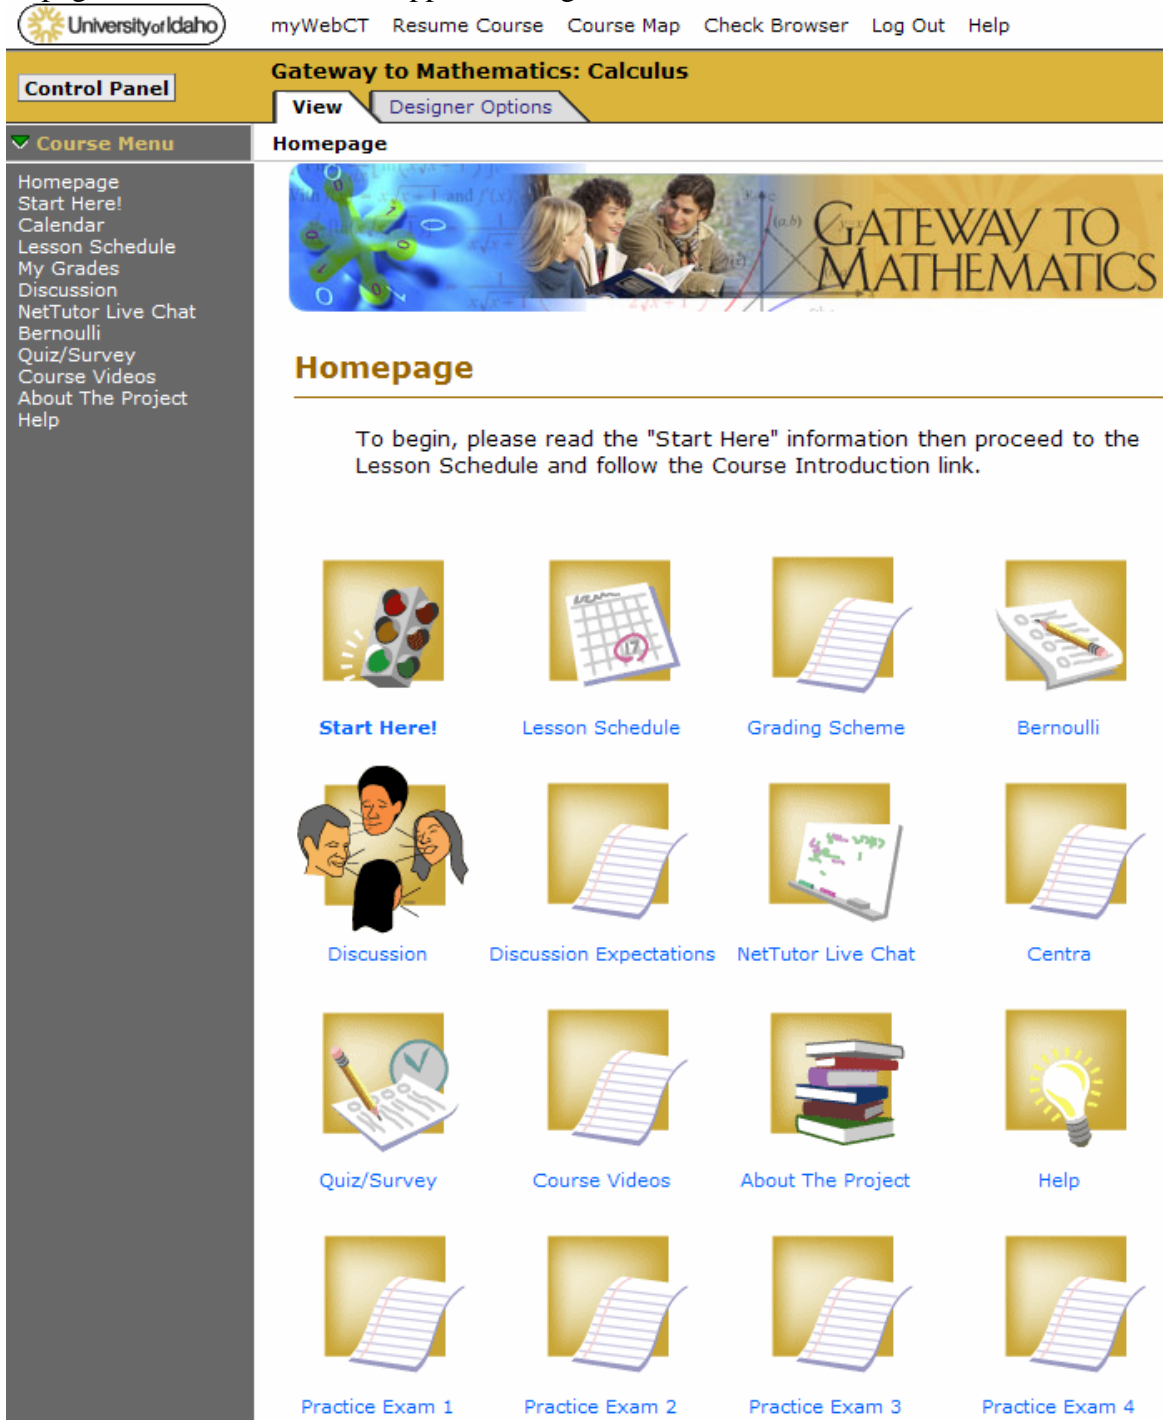 University of Idaho
myWebCT Resume Course Course Map Check Browser Log Out Help
Control Panel
Gateway to Mathematics: Calculus
View Designer Options
Course Menu
Homepage
Homepage
Start Here!
Calendar
Lesson Schedule
My Grades
Discussion
NetTutor Live Chat
Bernoulli
Quiz/Survey
Course Videos
About The Project
Help
GATEWAY TO
MATHEMATICS
Homepage
To begin, please read the "Start Here" information then proceed to the
Lesson Schedule and follow the Course Introduction link.
17
Start Here! Lesson Schedule Grading Scheme Bernoulli
Discussion Discussion Expectations NetTutor Live Chat Centra
Quiz/Survey Course Videos About The Project Help
Practice Exam 1 Practice Exam 2 Practice Exam 3 Practice Exam 4